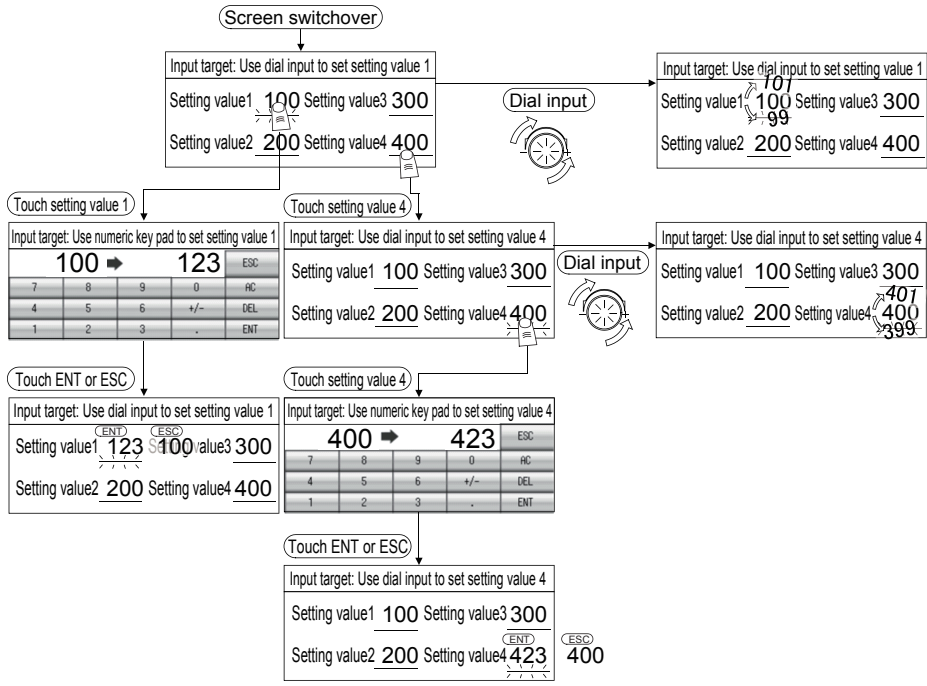 Screen switchover
Input target: Use dial input to set setting value 1
Setting value1 100 Setting value3 300
Setting value2 200 Setting value4 400
Dial input
Input target: Use dial input to set setting value 1
101
Setting value1 100 Setting value3 300
99
Setting value2 200 Setting value4 400
Touch setting value 1
Input target: Use numeric key pad to set setting value 1
100 ➡ 123 ESC
7 8 9 0 AC
4 5 6 +/- DEL
1 2 3 . ENT
Touch setting value 4
Input target: Use dial input to set setting value 4
Setting value1 100 Setting value3 300
Setting value2 200 Setting value4 400
Dial input
Input target: Use dial input to set setting value 4
Setting value1 100 Setting value3 300
401
Setting value2 200 Setting value4 400
399
Touch ENT or ESC
Input target: Use dial input to set setting value 1
ENT ESC
Setting value1 123 100 Setting value3 300
Setting value2 200 Setting value4 400
Touch setting value 4
Input target: Use numeric key pad to set setting value 4
400 ➡ 423 ESC
7 8 9 0 AC
4 5 6 +/- DEL
1 2 3 . ENT
Touch ENT or ESC
Input target: Use dial input to set setting value 4
Setting value1 100 Setting value3 300
ENT ESC
Setting value2 200 Setting value4 423 400